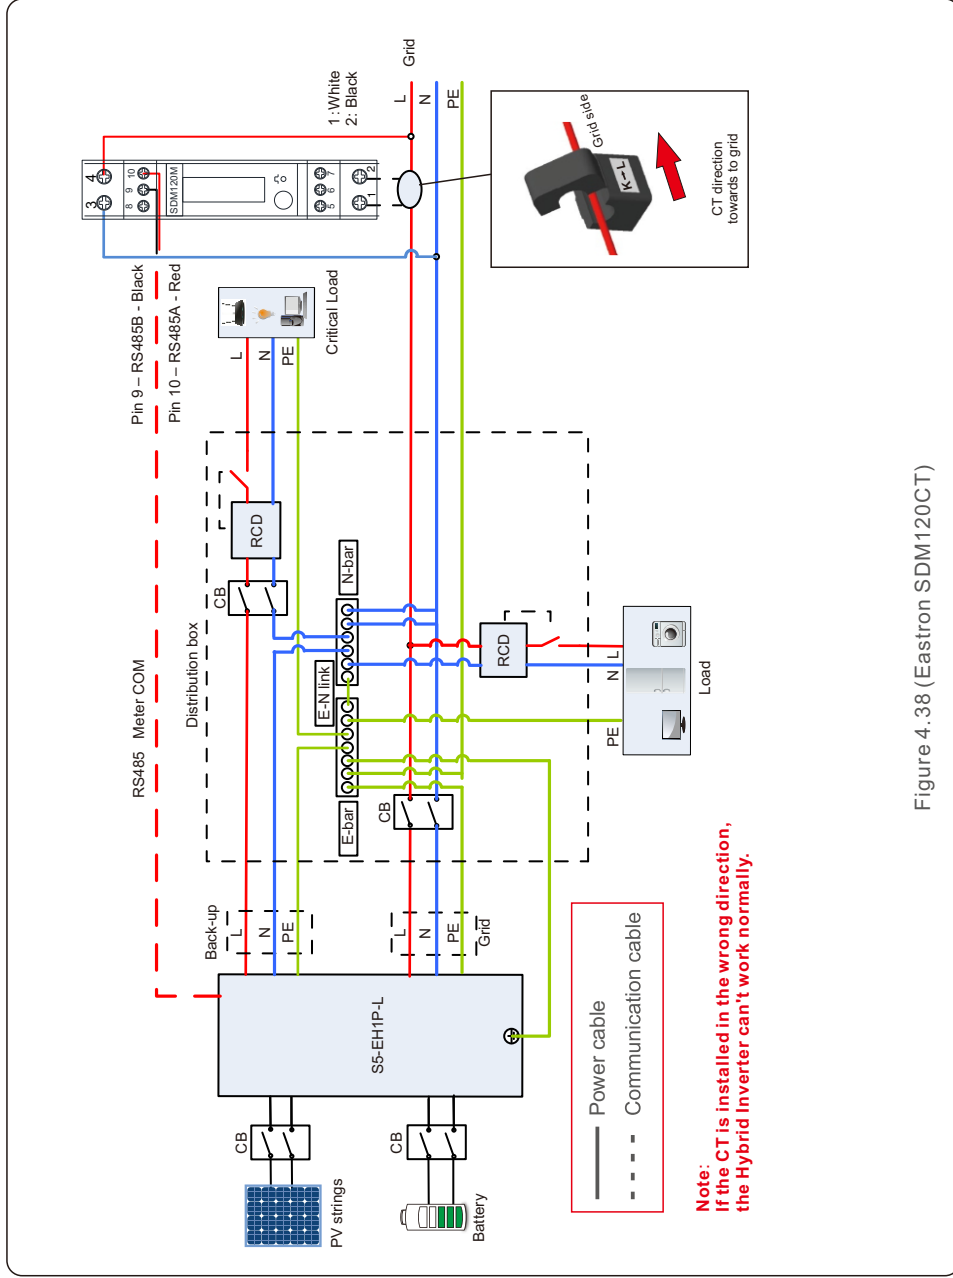 Grid
L
N
PE
1 :White
2: Black
4
3
10
9
8
SDM120M
7
6
5
2
1
Grid side
K→L
CT direction
towards to grid
Pin 9 – RS485B - Black
Pin 10 – RS485A - Red
Critical Load
L
N
PE
RS485   Meter COM
Distribution box
RCD
CB
N-bar
E-N link
E-bar
CB
RCD
N
L
PE
Load
Back-up
L
N
PE
L
N
PE
Grid
S5-EH1P-L
CB
PV strings
CB
Battery
Power cable
Communication cable
Note:
If the CT is installed in the wrong direction,
the Hybrid Inverter can't work normally.
Figure 4.38 (Eastron SDM120CT)